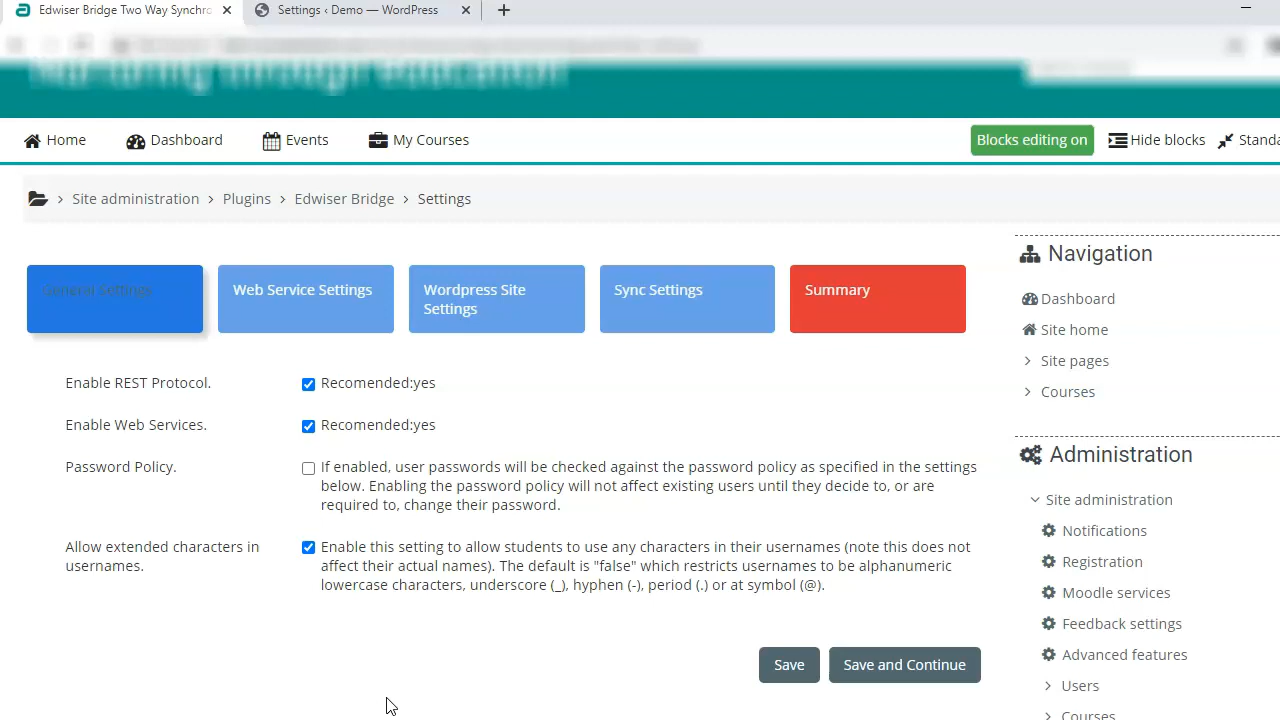 Edwiser Bridge Two Way Synchro
Settings ‹ Demo — WordPress
Home
Dashboard
Events
My Courses
Blocks editing on
Hide blocks
Standa
Site administration
Plugins
Edwiser Bridge
Settings
General Settings
Web Service Settings
Wordpress Site
Settings
Sync Settings
Summary
Enable REST Protocol.
Recomended:yes
Enable Web Services.
Recomended:yes
Password Policy.
If enabled, user passwords will be checked against the password policy as specified in the settings
below. Enabling the password policy will not affect existing users until they decide to, or are
required to, change their password.
Allow extended characters in
usernames.
Enable this setting to allow students to use any characters in their usernames (note this does not
affect their actual names). The default is "false" which restricts usernames to be alphanumeric
lowercase characters, underscore (_), hyphen (-), period (.) or at symbol (@).
Save
Save and Continue
Navigation
Dashboard
Site home
Site pages
Courses
Administration
Site administration
Notifications
Registration
Moodle services
Feedback settings
Advanced features
Users
Courses